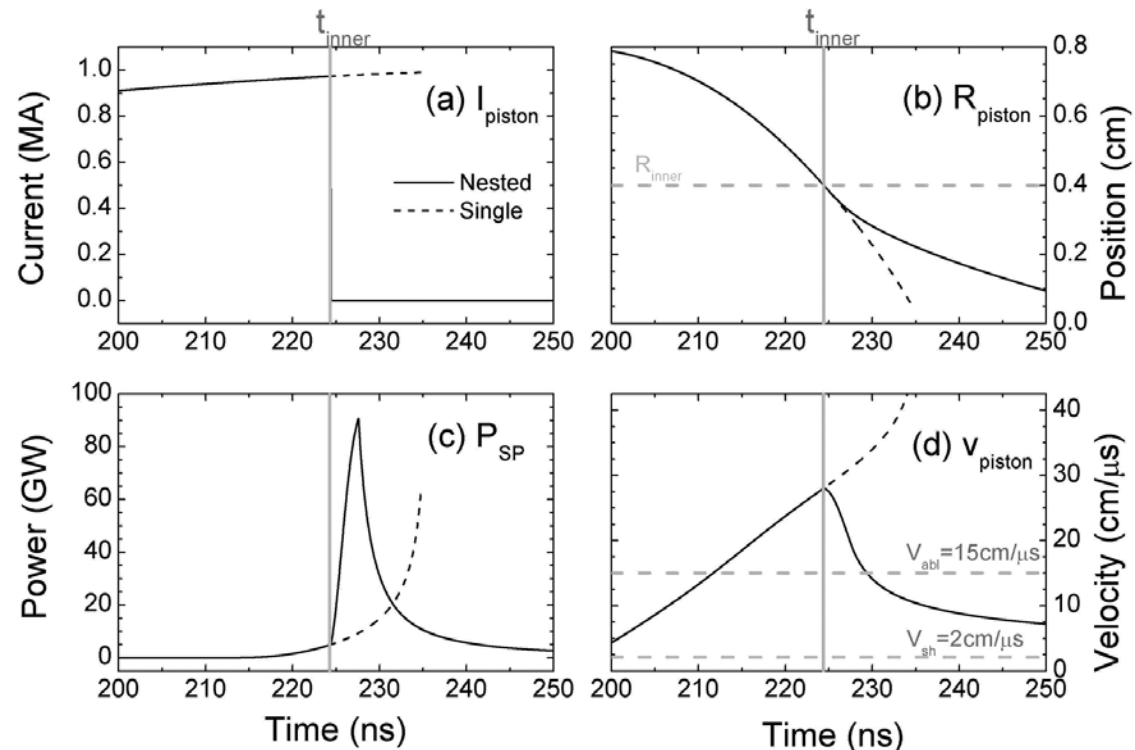 t_inner
t_inner
(a) I_piston
Nested
Single
Current (MA)
1.0
0.8
0.6
0.4
0.2
0.0
200 210 220 230 240 250
(b) R_piston
R_inner
Position (cm)
0.8
0.6
0.4
0.2
0.0
200 210 220 230 240 250
(c) P_SP
Power (GW)
100
80
60
40
20
0
200 210 220 230 240 250
Time (ns)
(d) v_piston
V_abl=15cm/μs
V_sh=2cm/μs
Velocity (cm/μs)
40
30
20
10
0
200 210 220 230 240 250
Time (ns)